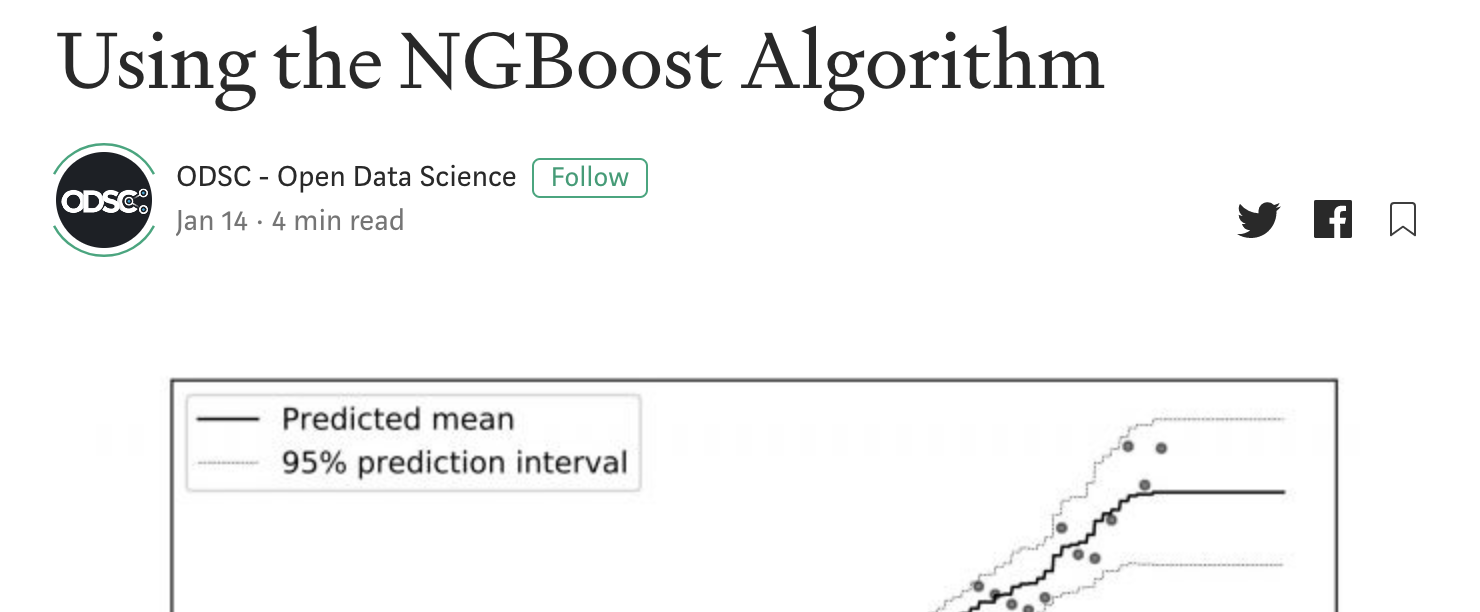 Using the NGBoost Algorithm
ODSC
ODSC - Open Data Science Follow
Jan 14 · 4 min read
Predicted mean
95% prediction interval